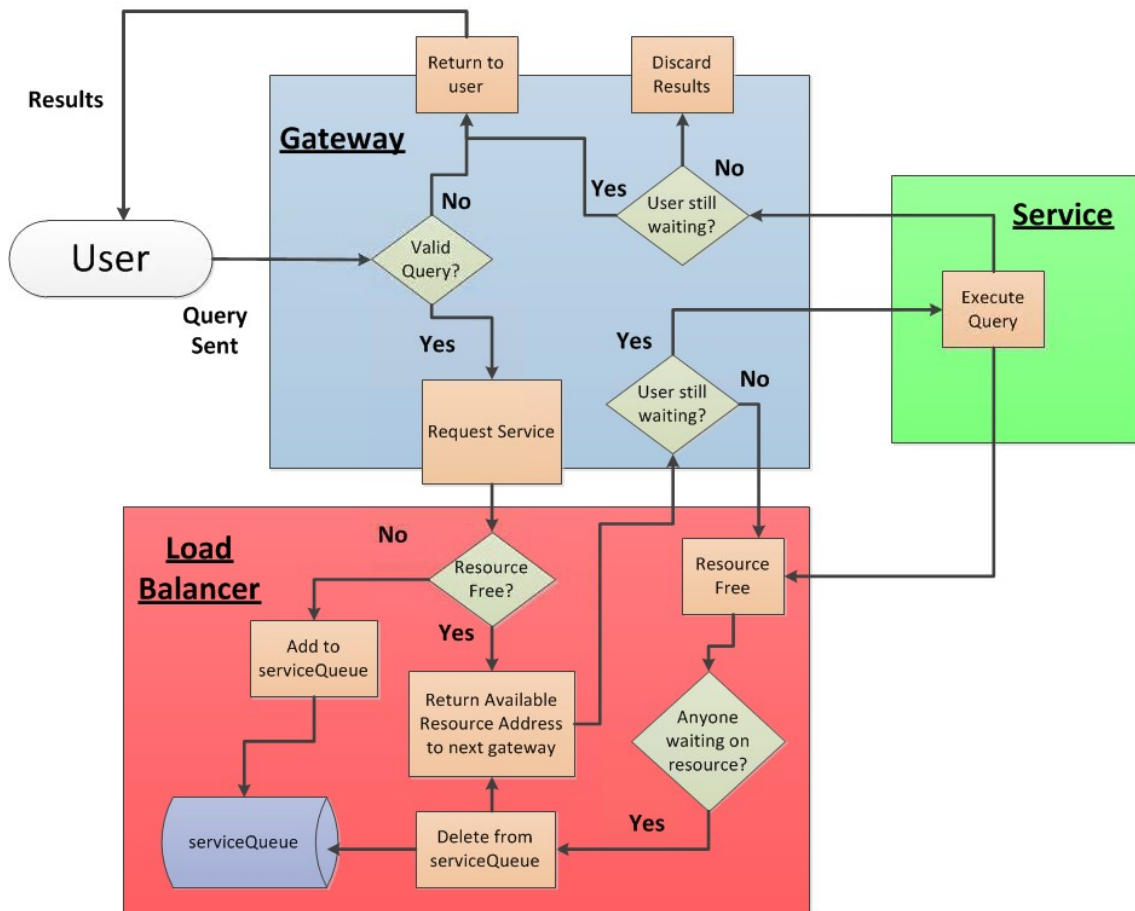 Return to
user
Discard
Results
Results
Gateway
No
Yes
No
User still
waiting?
Service
User
Valid
Query?
Query
Sent
Execute
Query
Yes
Yes
No
User still
waiting?
Request Service
No
Load
Balancer
Resource
Free?
Resource
Free
Yes
Add to
serviceQueue
Return Available
Resource Address
to next gateway
Anyone
waiting on
resource?
Yes
serviceQueue
Delete from
serviceQueue